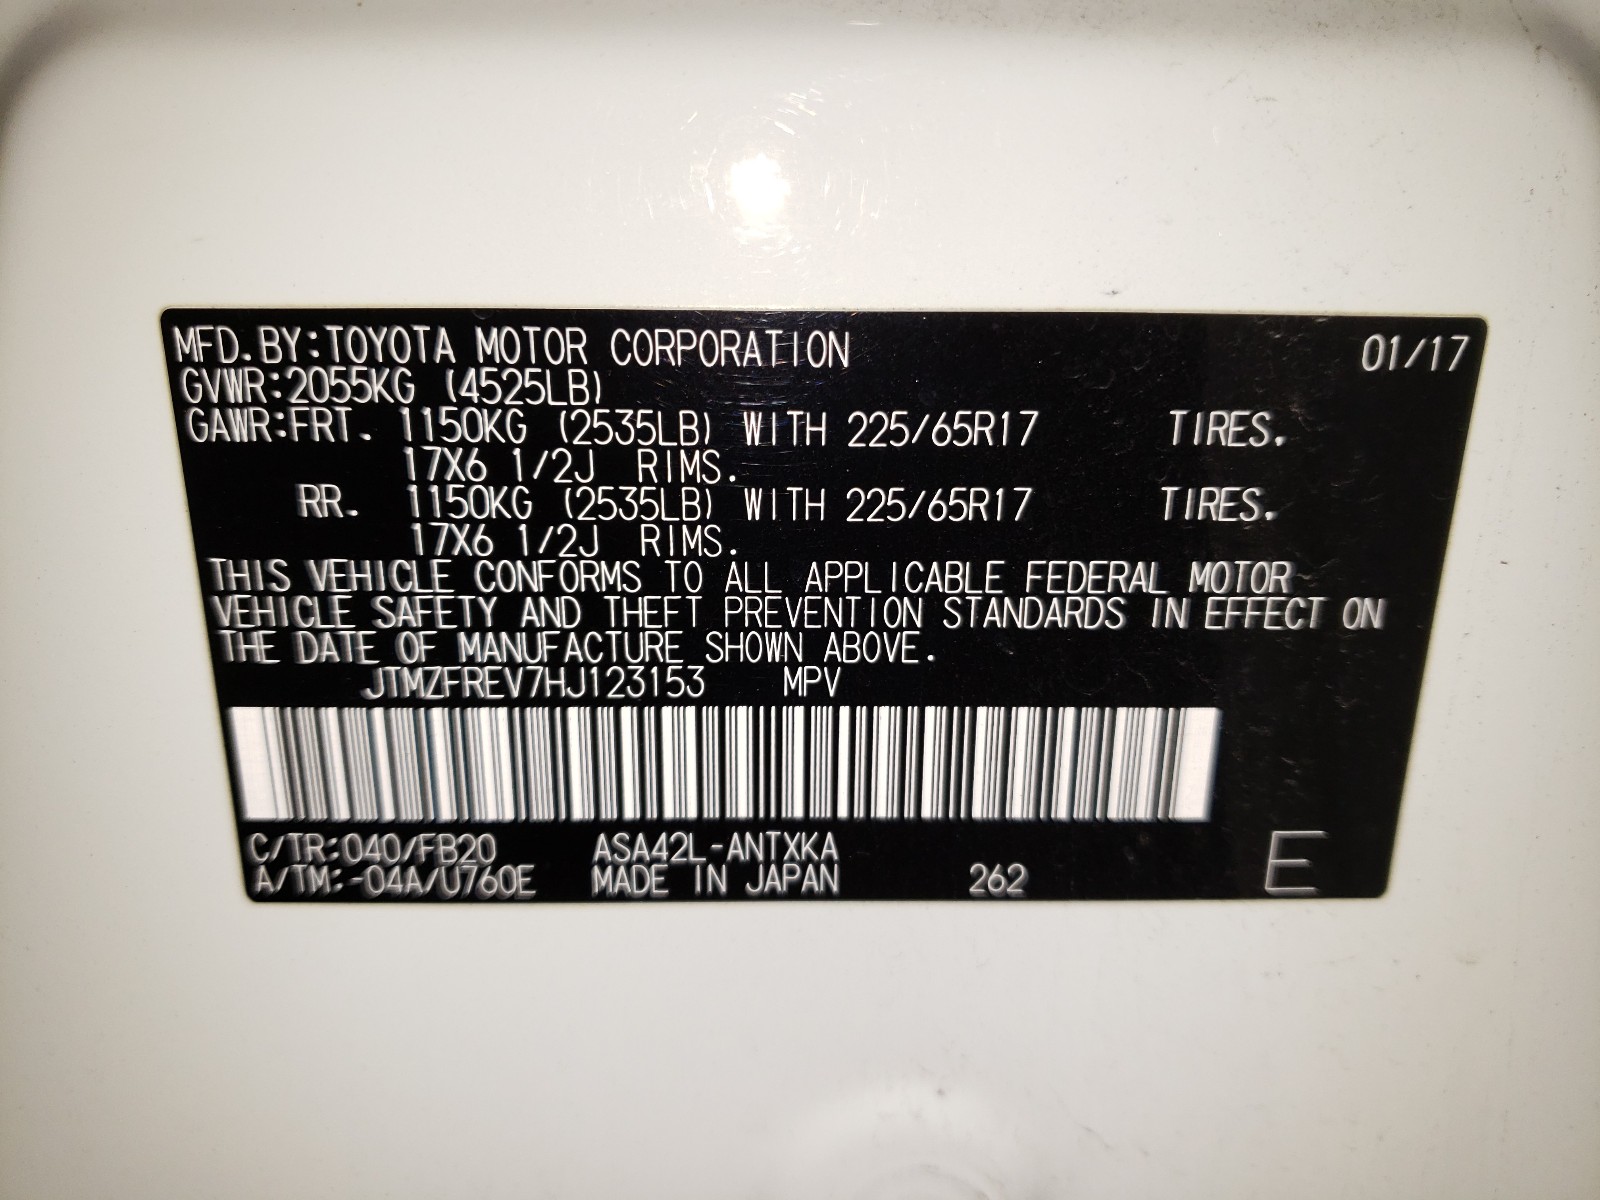 MFD.BY:TOYOTA MOTOR CORPORATION 01/17
GVWR:2055KG (4525LB)
GAWR:FRT. 1150KG (2535LB) WITH 225/65R17 TIRES.
17X6 1/2J RIMS.
RR. 1150KG (2535LB) WITH 225/65R17 TIRES.
17X6 1/2J RIMS.
THIS VEHICLE CONFORMS TO ALL APPLICABLE FEDERAL MOTOR
VEHICLE SAFETY AND THEFT PREVENTION STANDARDS IN EFFECT ON
THE DATE OF MANUFACTURE SHOWN ABOVE.
JTMZFREV7HJ123153 MPV
C/TR:040/FB20 ASA42L-ANTXKA
A/TM:-04A/U760E MADE IN JAPAN 262 E